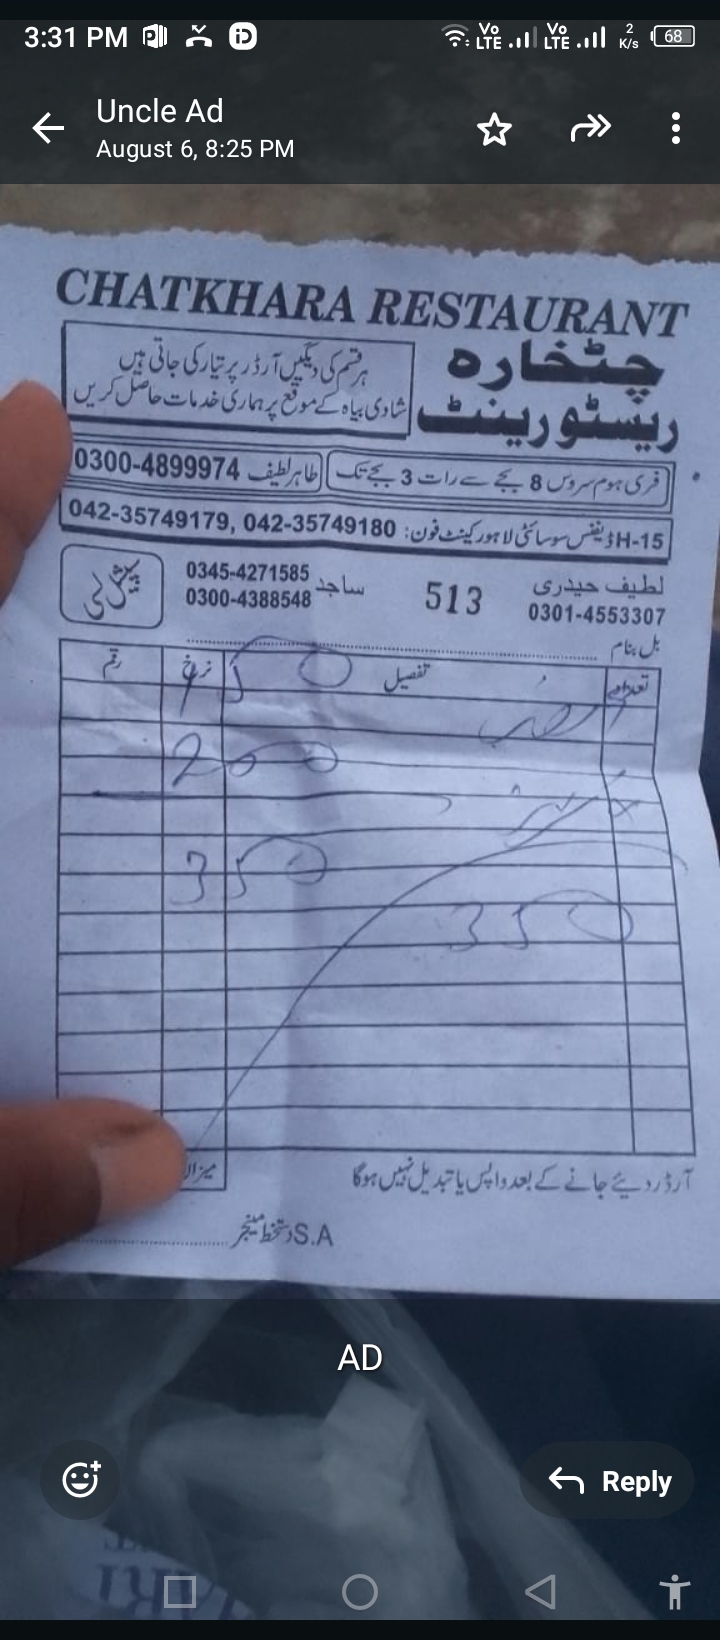 3:31 PM
Vo LTE Vo LTE 2 K/s 68
Uncle Ad
August 6, 8:25 PM
CHATKHARA RESTAURANT
چٹخارہ
ریسٹورینٹ
ہر قسم کی دیگیں آرڈر پر تیار کی جاتی ہیں
شادی بیاہ کے موقع پر ہماری خدمات حاصل کریں
فری ہوم سروس 8 بجے سے رات 3 بجے تک
طاہر لطیف 0300-4899974
H-15 ڈیفنس سوسائٹی لاہور کینٹ فون: 042-35749179, 042-35749180
لطیف حیدری
0301-4553307
513
ساجد 0345-4271585
0300-4388548
بل بنام
تعداد تفصیل نرخ رقم
150
200
350
350
میزان
آرڈر دیئے جانے کے بعد واپس یا تبدیل نہیں ہوگا
S.A دستخط مینجر
AD
Reply